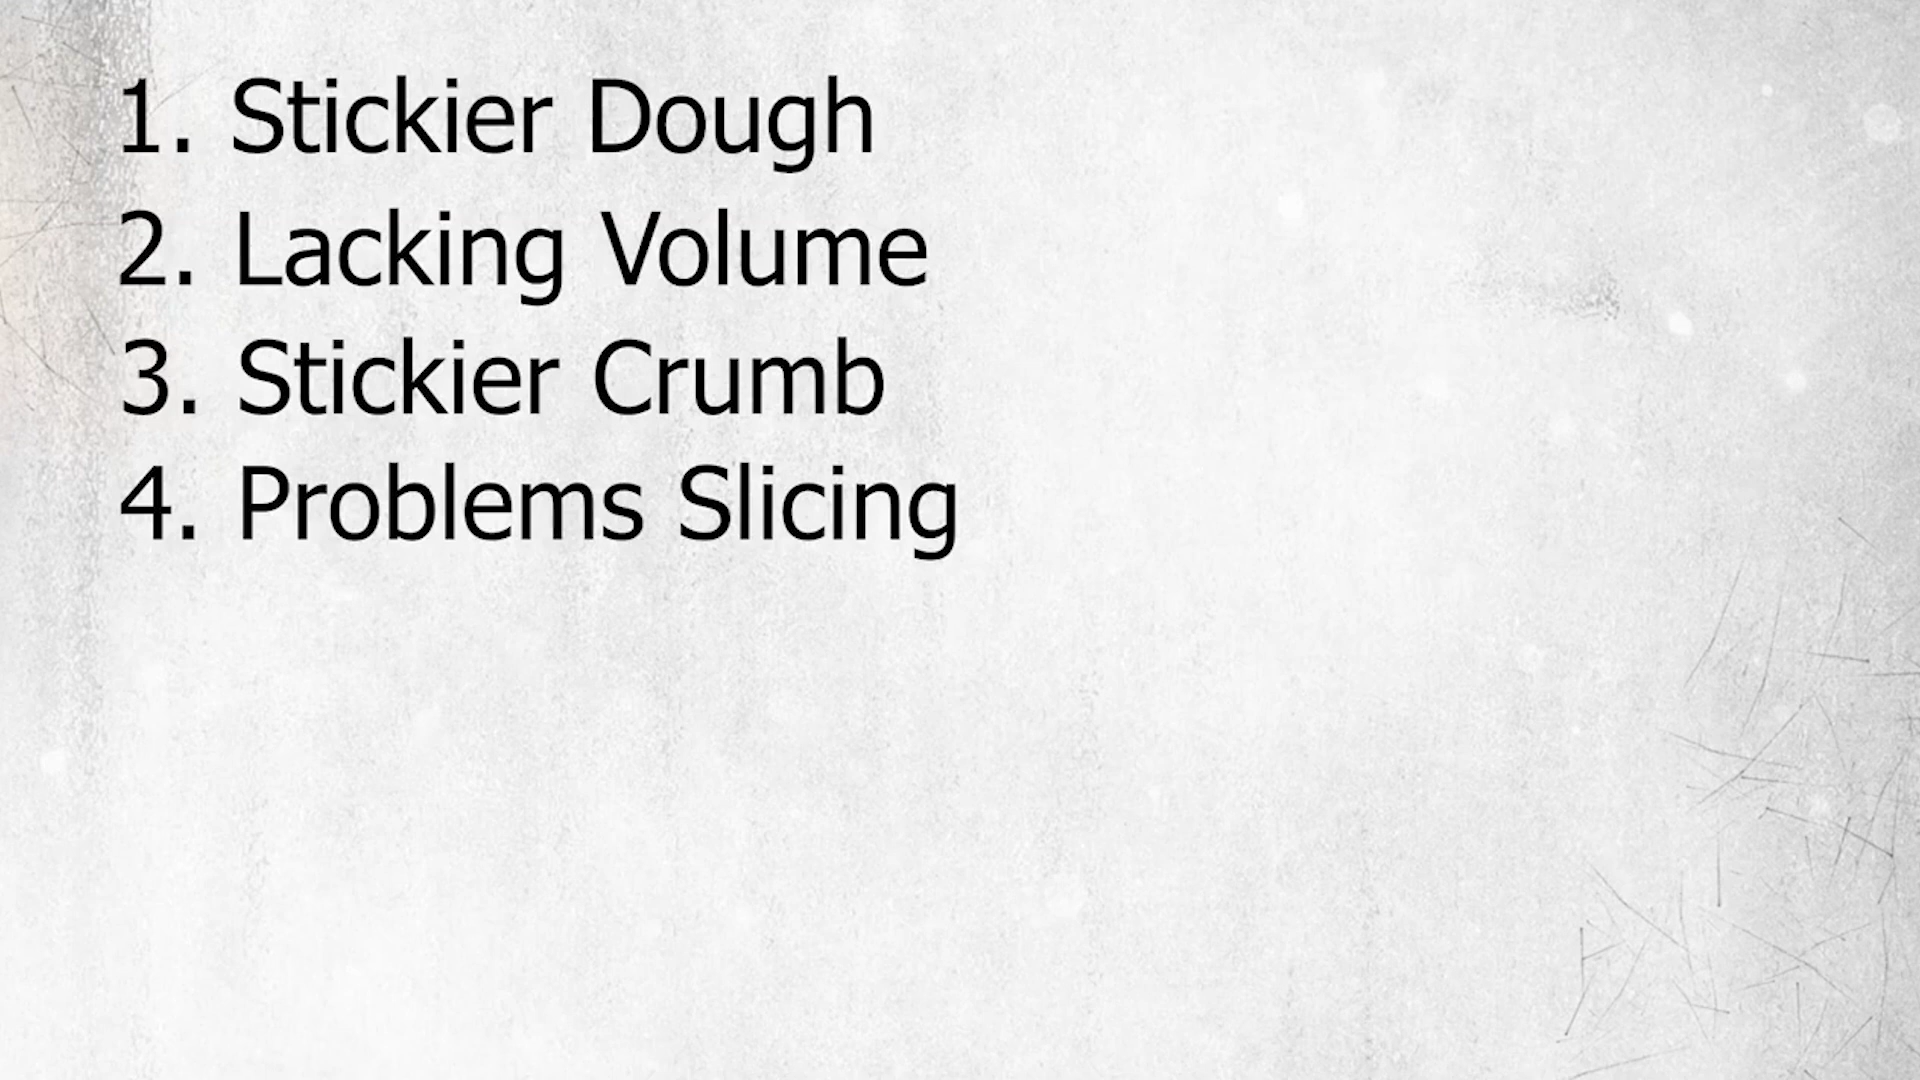 1. Stickier Dough
2. Lacking Volume
3. Stickier Crumb
4. Problems Slicing